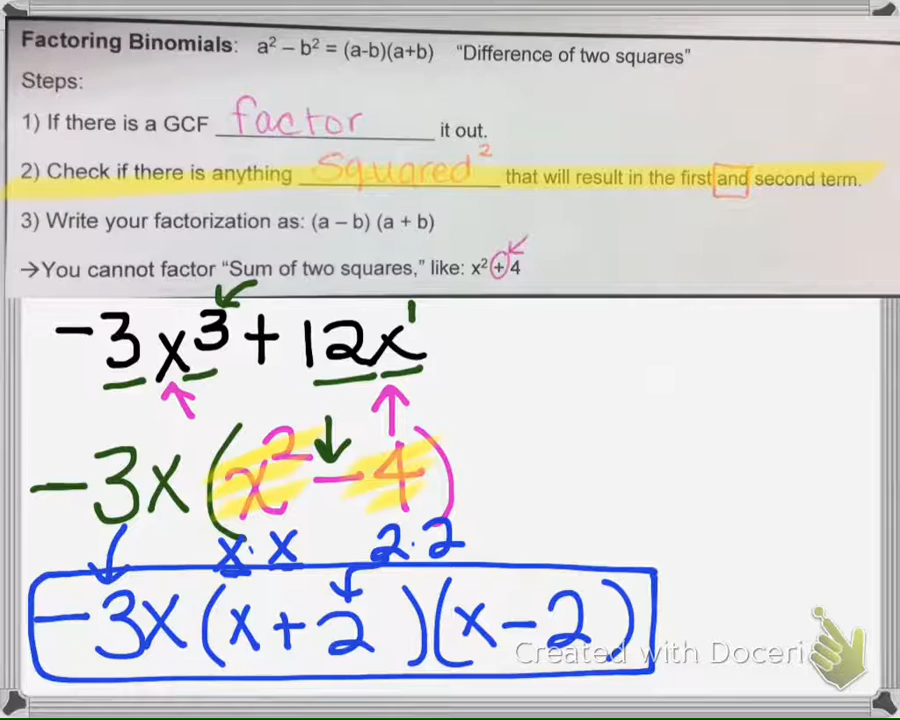 Factoring Binomials: a² – b² = (a-b)(a+b) “Difference of two squares”
Steps:
1) If there is a GCF factor it out.
2) Check if there is anything squared² that will result in the first and second term.
3) Write your factorization as: (a – b) (a + b)
→You cannot factor “Sum of two squares,” like: x² + 4
-3x³ + 12x¹
-3x(x² - 4)
x · x 2 · 2
-3x(x+2)(x-2)
Created with Doceri